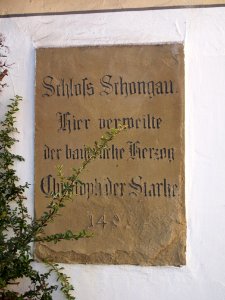 Schloſs Schongau.
Hier verweilte
der bayrische Herzog
Christoph der Starke.